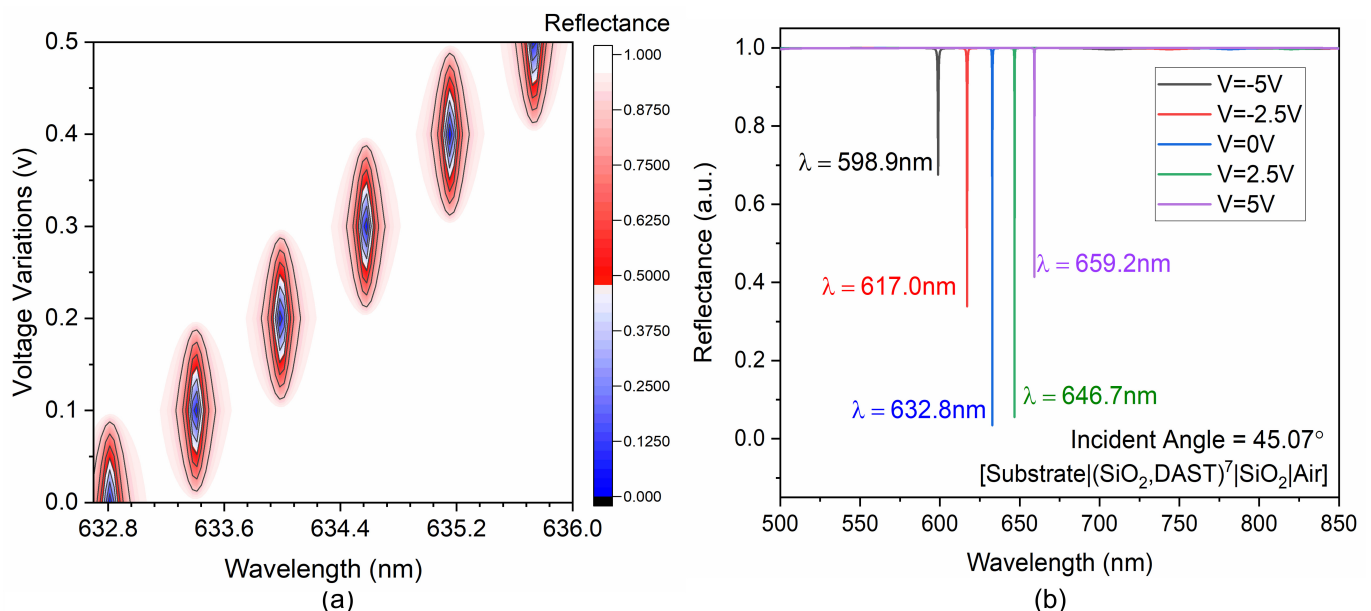 Reflectance
0.5
0.4
0.3
0.2
0.1
0.0
Voltage Variations (v)
632.8
633.6
634.4
635.2
636.0
Wavelength (nm)
(a)
1.000
0.8750
0.7500
0.6250
0.5000
0.3750
0.2500
0.1250
0.000
1.0
0.8
0.6
0.4
0.2
0.0
Reflectance (a.u.)
V=-5V
V=-2.5V
V=0V
V=2.5V
V=5V
λ = 598.9nm
λ = 659.2nm
λ = 617.0nm
λ = 646.7nm
λ = 632.8nm
Incident Angle = 45.07°
[Substrate|(SiO₂,DAST)⁷|SiO₂|Air]
500
550
600
650
700
750
800
850
Wavelength (nm)
(b)